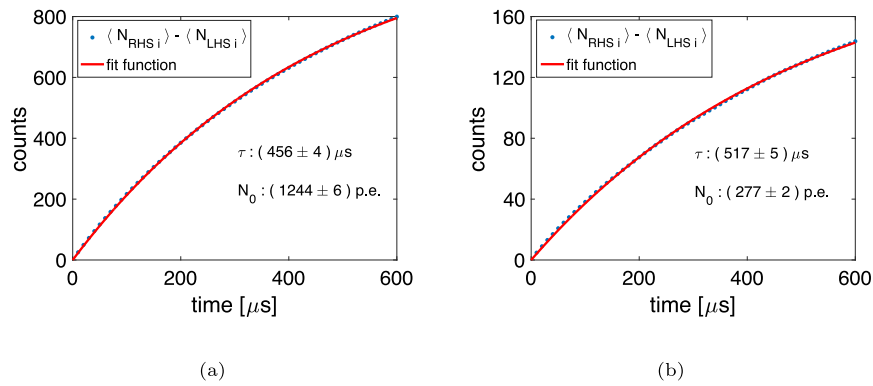 800
600
400
200
0
counts
⟨ N_RHS i ⟩ - ⟨ N_LHS i ⟩
fit function
τ : ( 456 ± 4 ) μs
N_0 : ( 1244 ± 6 ) p.e.
0 200 400 600
time [μs]
(a)
160
120
80
40
0
counts
⟨ N_RHS i ⟩ - ⟨ N_LHS i ⟩
fit function
τ : ( 517 ± 5 ) μs
N_0 : ( 277 ± 2 ) p.e.
0 200 400 600
time [μs]
(b)